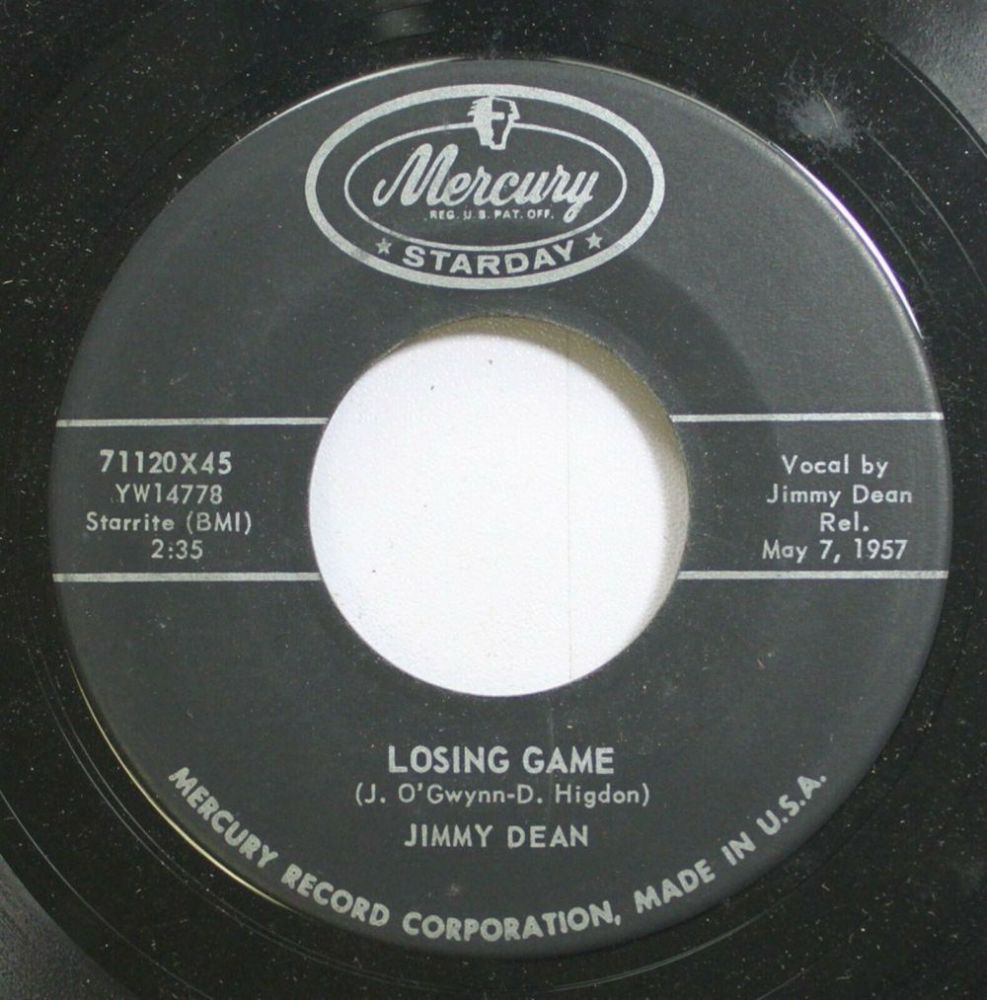 Mercury
REG. U.S. PAT. OFF.
STARDAY
71120X45
YW14778
Starrite (BMI)
2:35
Vocal by
Jimmy Dean
Rel.
May 7, 1957
LOSING GAME
(J. O'Gwynn-D. Higdon)
JIMMY DEAN
MERCURY RECORD CORPORATION, MADE IN U.S.A.